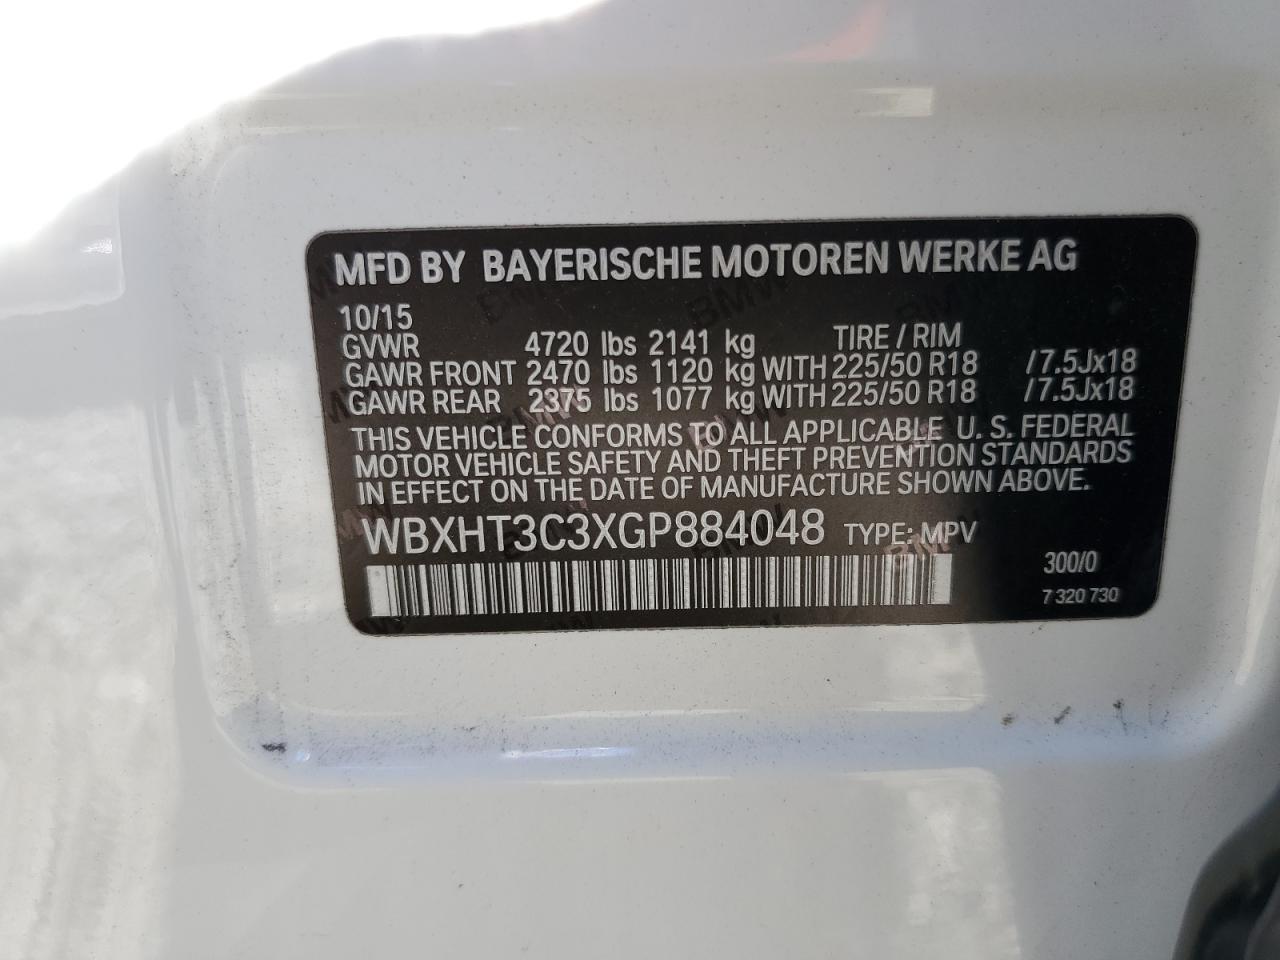 MFD BY BAYERISCHE MOTOREN WERKE AG
10/15
GVWR 4720 lbs 2141 kg TIRE / RIM
GAWR FRONT 2470 lbs 1120 kg WITH 225/50 R18 /7.5Jx18
GAWR REAR 2375 lbs 1077 kg WITH 225/50 R18 /7.5Jx18
THIS VEHICLE CONFORMS TO ALL APPLICABLE U. S. FEDERAL
MOTOR VEHICLE SAFETY AND THEFT PREVENTION STANDARDS
IN EFFECT ON THE DATE OF MANUFACTURE SHOWN ABOVE.
WBXHT3C3XGP884048 TYPE: MPV
300/0
7 320 730